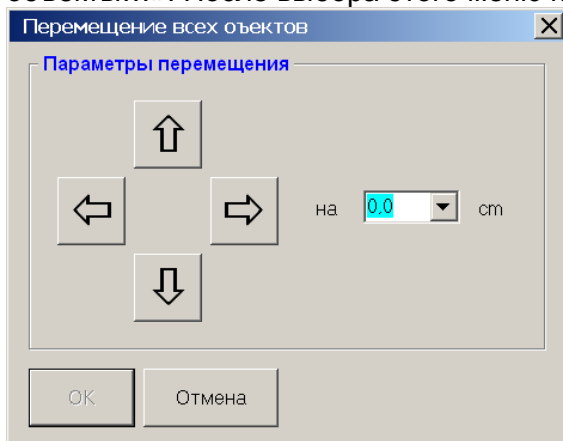 Перемещение всех оъектов
Параметры перемещения
на 0,0 cm
OK Отмена